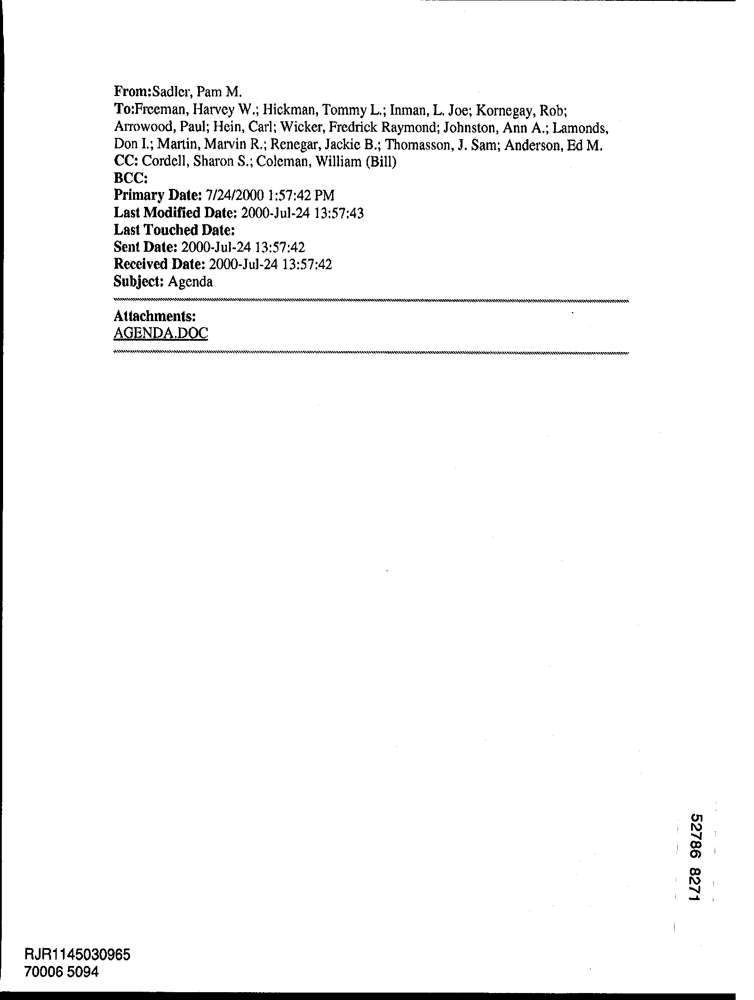 From:Sadler, Pam M.
To:Freeman, Harvey W.; Hickman, Tommy L.; Inman, L. Joe; Kornegay, Rob;
Arrowood, Paul; Hein, Carl; Wicker, Fredrick Raymond; Johnston, Ann A.; Lamonds,
Don I.; Martin, Marvin R.; Renegar, Jackie B.; Thomasson, J. Sam; Anderson, Ed M.
CC: Cordell, Sharon S.; Coleman, William (Bill)
BCC:
Primary Date: 7/24/2000 1:57:42 PM
Last Modified Date: 2000-Jul-24 13:57:43
Last Touched Date:
Sent Date: 2000-Jul-24 13:57:42
Received Date: 2000-Jul-24 13:57:42
Subject: Agenda
Attachments:
AGENDA.DOC
52786 8271
RJR1145030965
70006 5094